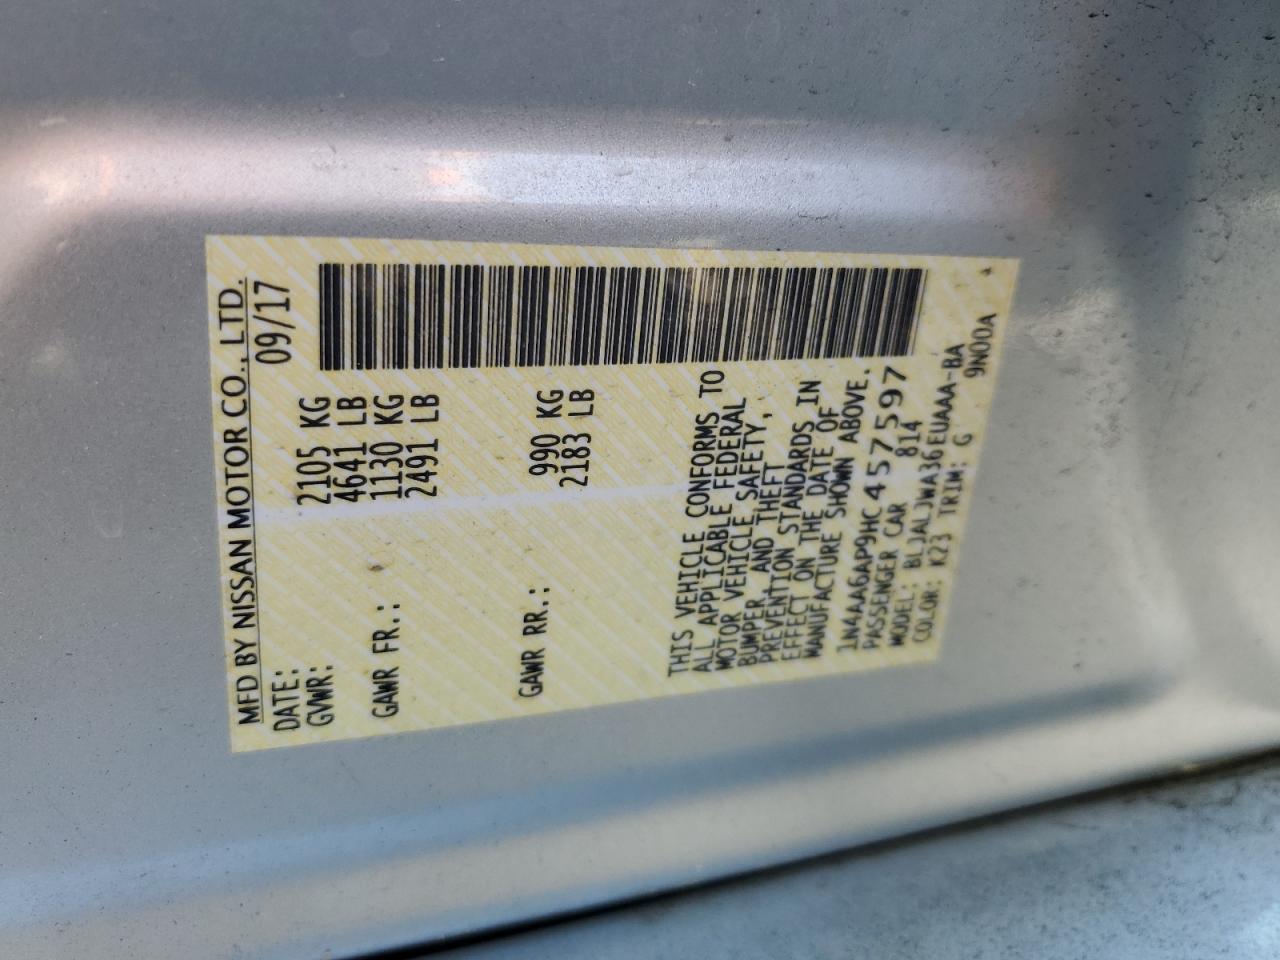 MFD BY NISSAN MOTOR CO., LTD.
DATE: 09/17
GVWR: 2105 KG
4641 LB
GAWR FR.: 1130 KG
2491 LB
GAWR RR.: 990 KG
2183 LB
THIS VEHICLE CONFORMS TO
ALL APPLICABLE FEDERAL
MOTOR VEHICLE SAFETY,
BUMPER, AND THEFT
PREVENTION STANDARDS IN
EFFECT ON THE DATE OF
MANUFACTURE SHOWN ABOVE.
1N4AA6AP9HC457597
PASSENGER CAR 814
MODEL: BLJALJWA36EUAAA-BA
COLOR: K23 TRIM: G 9N00A